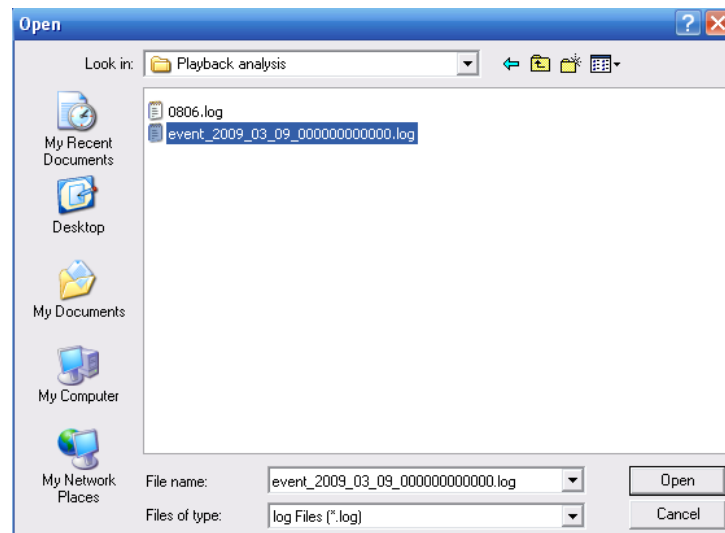 Open
Look in:
Playback analysis
0806.log
event_2009_03_09_000000000000.log
My Recent
Documents
Desktop
My Documents
My Computer
My Network
Places
File name:
event_2009_03_09_000000000000.log
Open
Files of type:
log Files (*.log)
Cancel